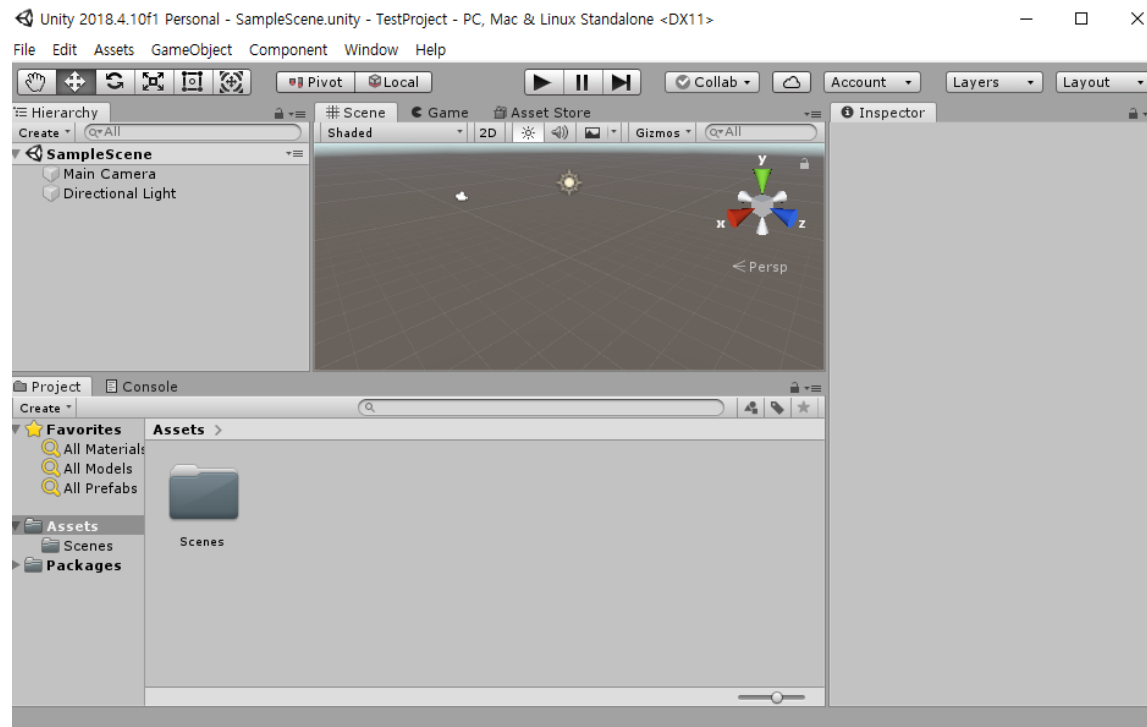 Unity 2018.4.10f1 Personal - SampleScene.unity - TestProject - PC, Mac & Linux Standalone <DX11>
File Edit Assets GameObject Component Window Help
Pivot Local Collab Account Layers Layout
Hierarchy
Create All
SampleScene
Main Camera
Directional Light
Scene Game Asset Store
Shaded 2D Gizmos All
y
x z
Persp
Inspector
Project Console
Create
Favorites
All Materials
All Models
All Prefabs
Assets
Scenes
Packages
Assets >
Scenes